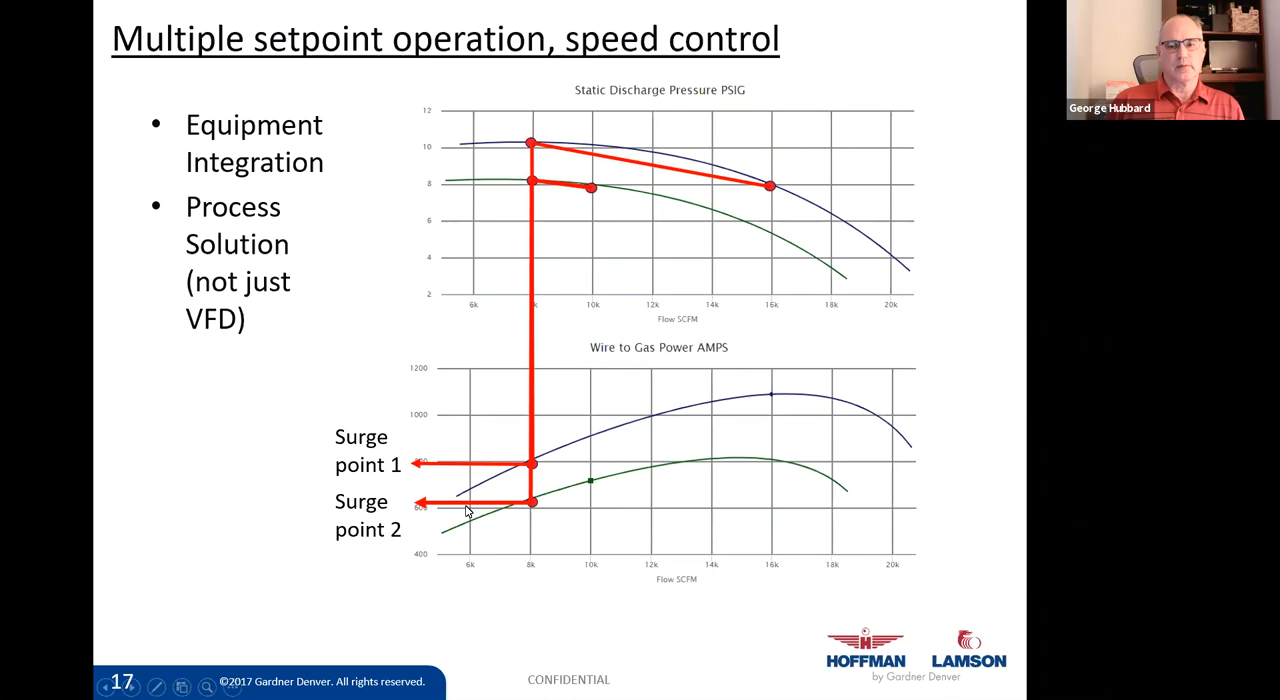 Multiple setpoint operation, speed control
George Hubbard
• Equipment
Integration
• Process
Solution
(not just
VFD)
Static Discharge Pressure PSIG
12
10
8
6
4
2
6k
10k
12k
14k
16k
18k
20k
Flow SCFM
Wire to Gas Power AMPS
1200
1000
400
6k
8k
10k
12k
14k
16k
18k
20k
Flow SCFM
Surge
point 1
Surge
point 2
HOFFMAN
LAMSON
by Gardner Denver
17
©2017 Gardner Denver. All rights reserved.
CONFIDENTIAL